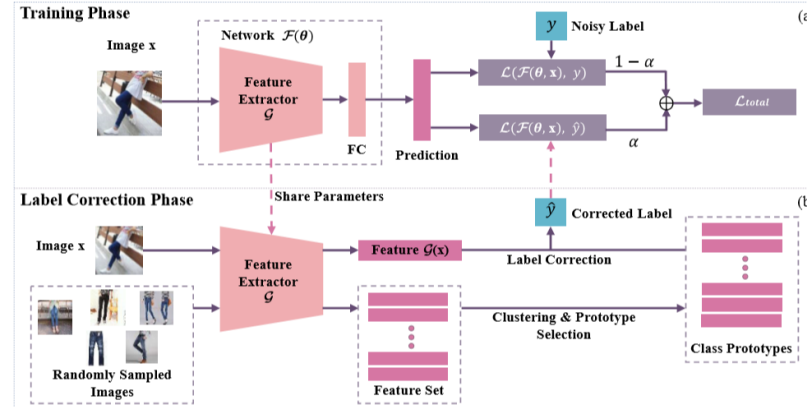 Training Phase
(a
Image x
Network 𝓕(θ)
Feature
Extractor
𝒢
FC
Prediction
y
Noisy Label
ℒ(𝓕(θ, x), y)
1 − α
ℒ(𝓕(θ, x), ŷ)
α
ℒtotal
Share Parameters
Label Correction Phase
(b
Image x
Feature
Extractor
𝒢
Feature 𝒢(x)
ŷ
Corrected Label
Label Correction
Clustering & Prototype
Selection
Class Prototypes
Randomly Sampled
Images
Feature Set